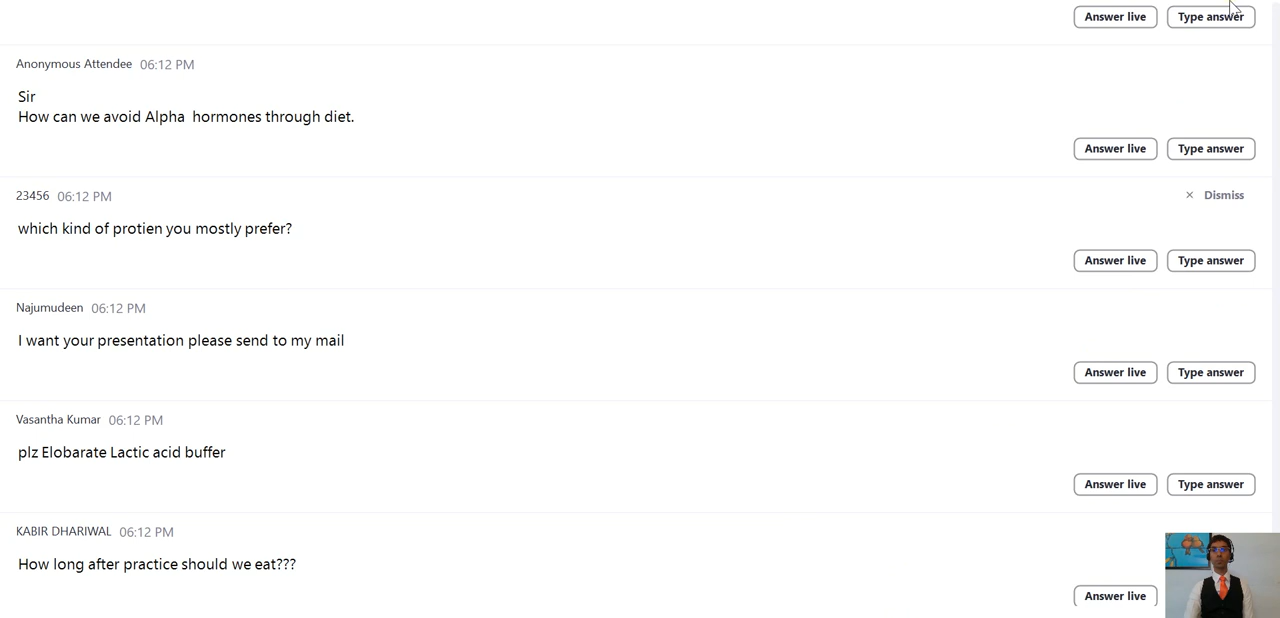 Answer live Type answer
Anonymous Attendee 06:12 PM
Sir
How can we avoid Alpha hormones through diet.
Answer live Type answer
23456 06:12 PM × Dismiss
which kind of protien you mostly prefer?
Answer live Type answer
Najumudeen 06:12 PM
I want your presentation please send to my mail
Answer live Type answer
Vasantha Kumar 06:12 PM
plz Elobarate Lactic acid buffer
Answer live Type answer
KABIR DHARIWAL 06:12 PM
How long after practice should we eat???
Answer live